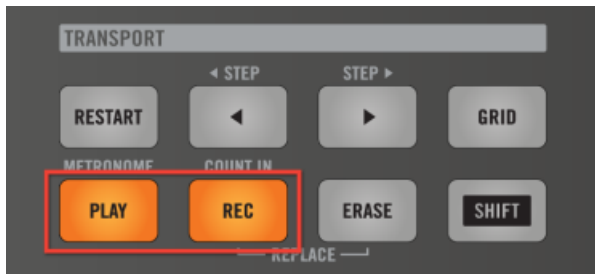 TRANSPORT
◄ STEP STEP ►
RESTART ◄ ► GRID
METRONOME COUNT IN
PLAY REC ERASE SHIFT
REPLACE